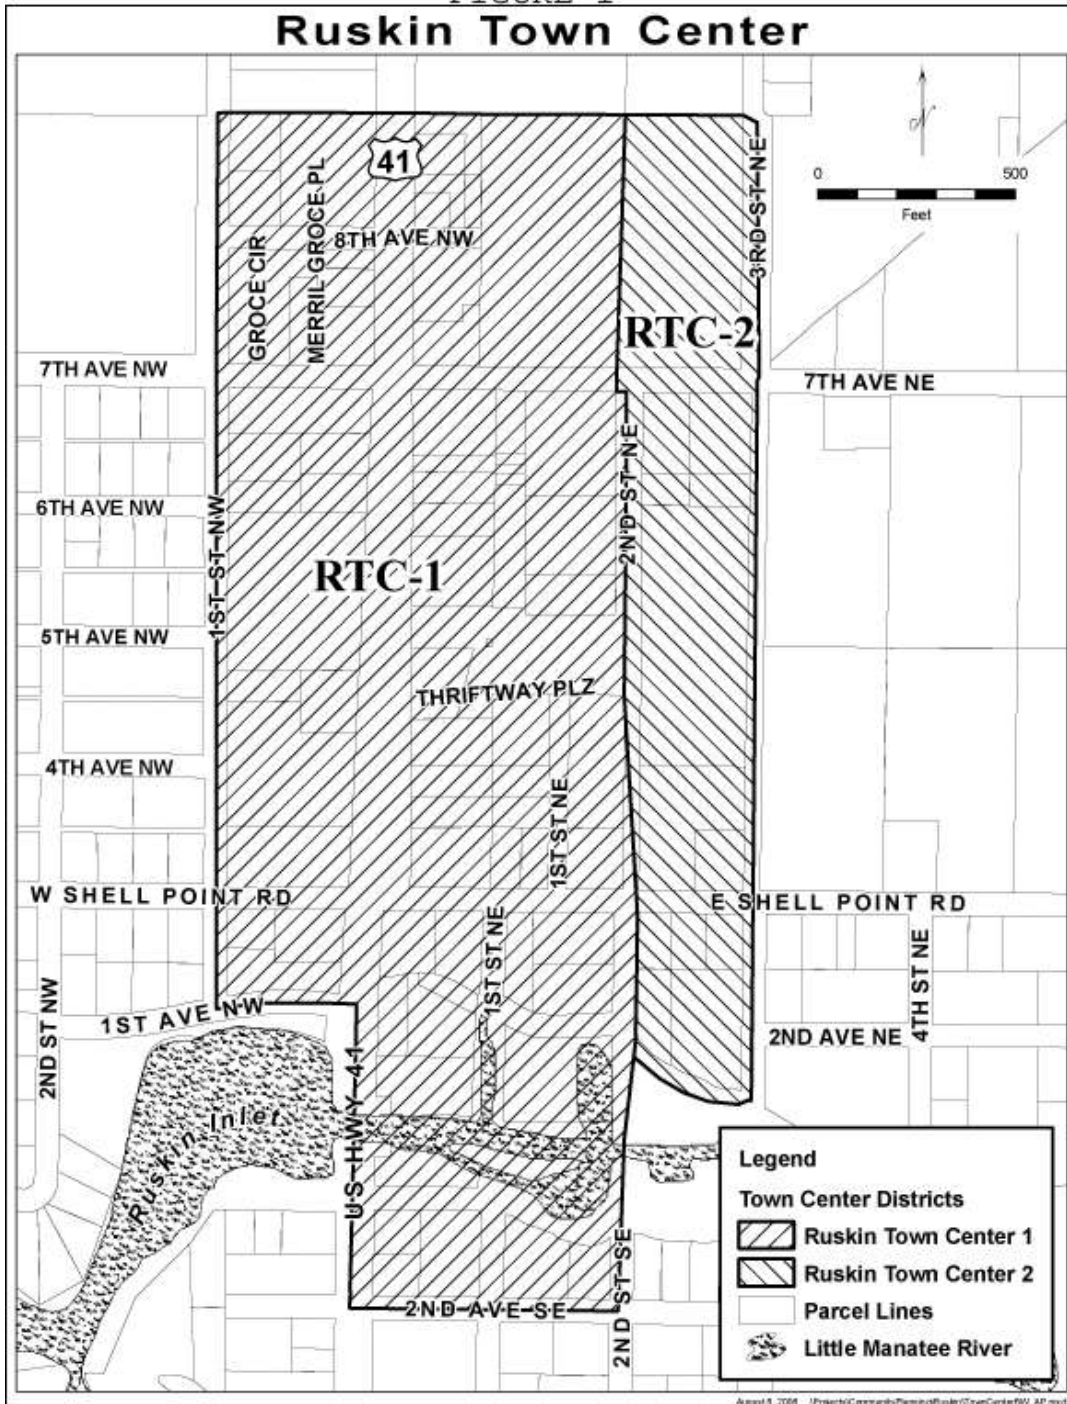 FIGURE 1
Ruskin Town Center
41
0 500
Feet
3RD ST NE
GROCE CIR
MERRIL GROCE PL
8TH AVE NW
RTC-2
7TH AVE NW
7TH AVE NE
2ND ST NE
6TH AVE NW
1ST ST NW
RTC-1
5TH AVE NW
THRIFTWAY PLZ
4TH AVE NW
1ST ST NE
W SHELL POINT RD
E SHELL POINT RD
1ST ST NE
4TH ST NE
2ND ST NW
1ST AVE NW
2ND AVE NE
US HWY 41
Ruskin Inlet
2ND AVE SE
2ND ST SE
Legend
Town Center Districts
Ruskin Town Center 1
Ruskin Town Center 2
Parcel Lines
Little Manatee River